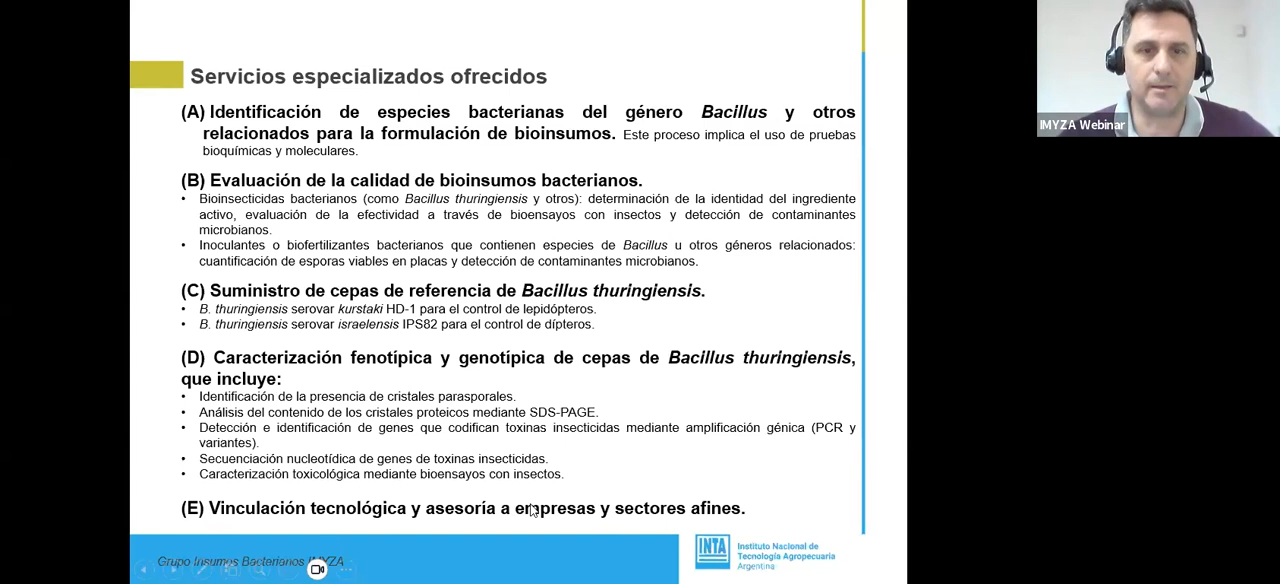 Servicios especializados ofrecidos
(A) Identificación de especies bacterianas del género Bacillus y otros
relacionados para la formulación de bioinsumos. Este proceso implica el uso de pruebas
bioquímicas y moleculares.
(B) Evaluación de la calidad de bioinsumos bacterianos.
• Bioinsecticidas bacterianos (como Bacillus thuringiensis y otros): determinación de la identidad del ingrediente
activo, evaluación de la efectividad a través de bioensayos con insectos y detección de contaminantes
microbianos.
• Inoculantes o biofertilizantes bacterianos que contienen especies de Bacillus u otros géneros relacionados:
cuantificación de esporas viables en placas y detección de contaminantes microbianos.
(C) Suministro de cepas de referencia de Bacillus thuringiensis.
• B. thuringiensis serovar kurstaki HD-1 para el control de lepidópteros.
• B. thuringiensis serovar israelensis IPS82 para el control de dípteros.
(D) Caracterización fenotípica y genotípica de cepas de Bacillus thuringiensis,
que incluye:
• Identificación de la presencia de cristales parasporales.
• Análisis del contenido de los cristales proteicos mediante SDS-PAGE.
• Detección e identificación de genes que codifican toxinas insecticidas mediante amplificación génica (PCR y
variantes).
• Secuenciación nucleotídica de genes de toxinas insecticidas.
• Caracterización toxicológica mediante bioensayos con insectos.
(E) Vinculación tecnológica y asesoría a empresas y sectores afines.
Grupo Insumos Bacterianos IMYZA
INTA
Instituto Nacional de
Tecnología Agropecuaria
Argentina
IMYZA Webinar